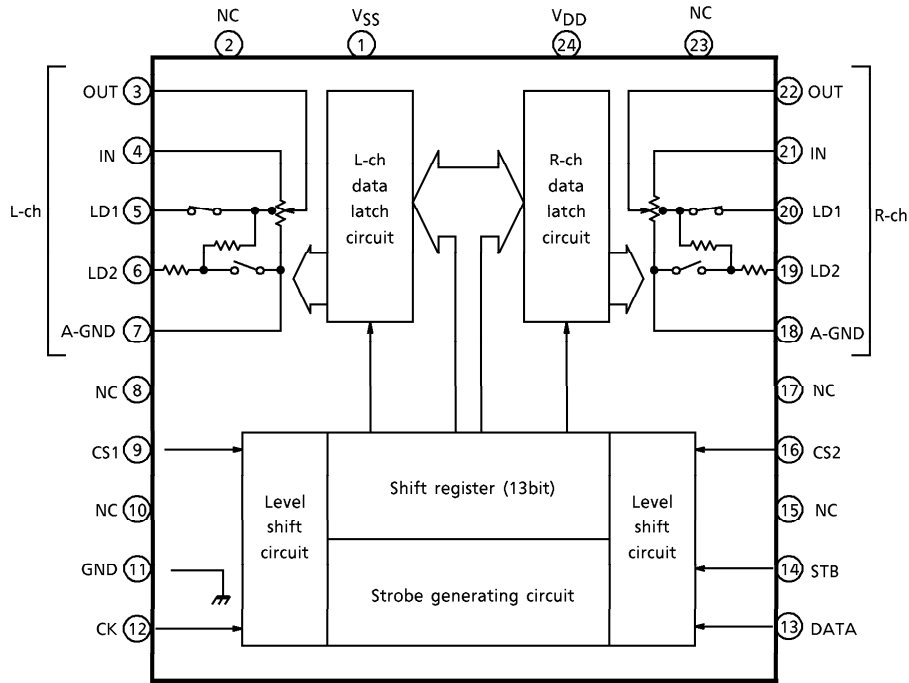 NC
2
VSS
1
VDD
24
NC
23
L-ch
OUT 3
IN 4
LD1 5
LD2 6
A-GND 7
NC 8
CS1 9
NC 10
GND 11
CK 12
L-ch
data
latch
circuit
R-ch
data
latch
circuit
22 OUT
21 IN
20 LD1
19 LD2
18 A-GND
17 NC
16 CS2
15 NC
14 STB
13 DATA
R-ch
Level
shift
circuit
Shift register (13bit)
Strobe generating circuit
Level
shift
circuit